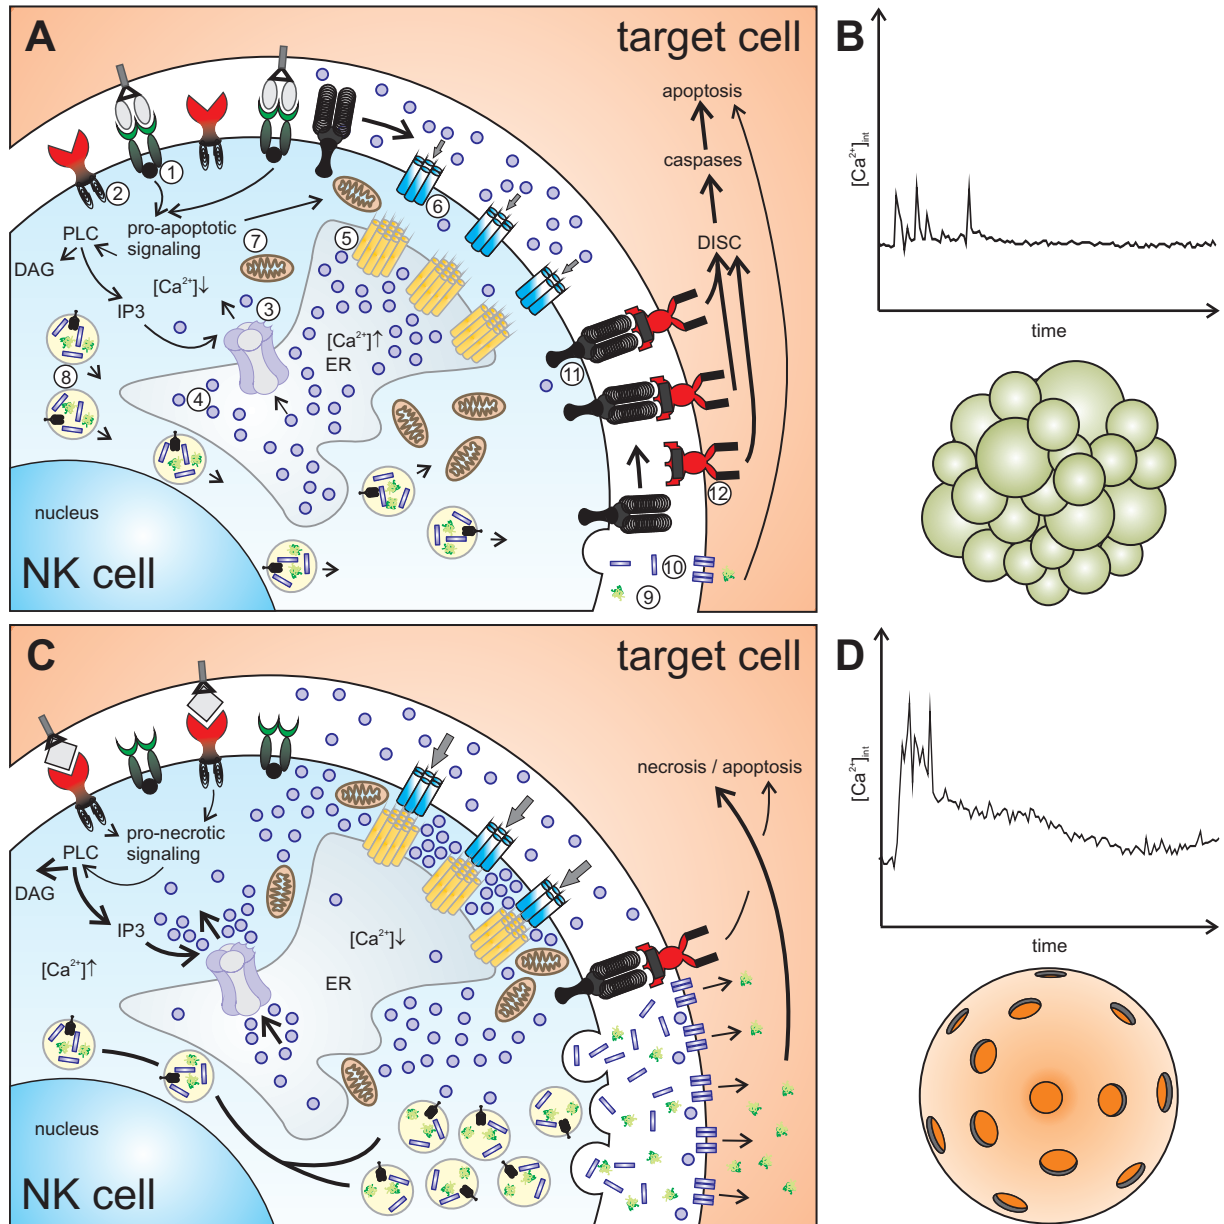 A
target cell
apoptosis
caspases
DISC
1
2
PLC
pro-apoptotic
signaling
DAG
[Ca²⁺]↓
IP3
3
4
5
6
7
8
[Ca²⁺]↑
ER
9
10
11
12
nucleus
NK cell
B
[Ca²⁺]int
time
C
target cell
necrosis / apoptosis
PLC
pro-necrotic
signaling
DAG
IP3
[Ca²⁺]↑
[Ca²⁺]↓
ER
nucleus
NK cell
D
[Ca²⁺]int
time